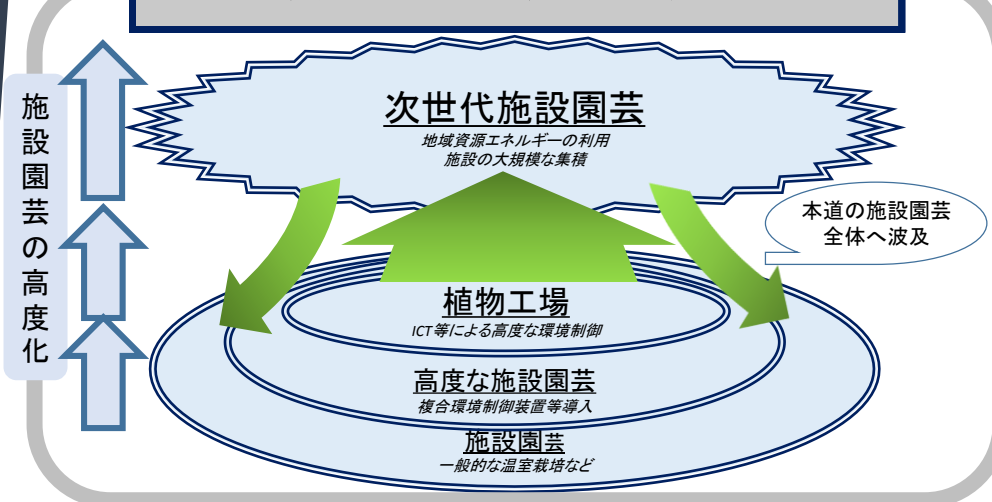 次世代施設園芸
地域資源エネルギーの利用
施設の大規模な集積
施設園芸の高度化
本道の施設園芸
全体へ波及
植物工場
ICT等による高度な環境制御
高度な施設園芸
複合環境制御装置等導入
施設園芸
一般的な温室栽培など